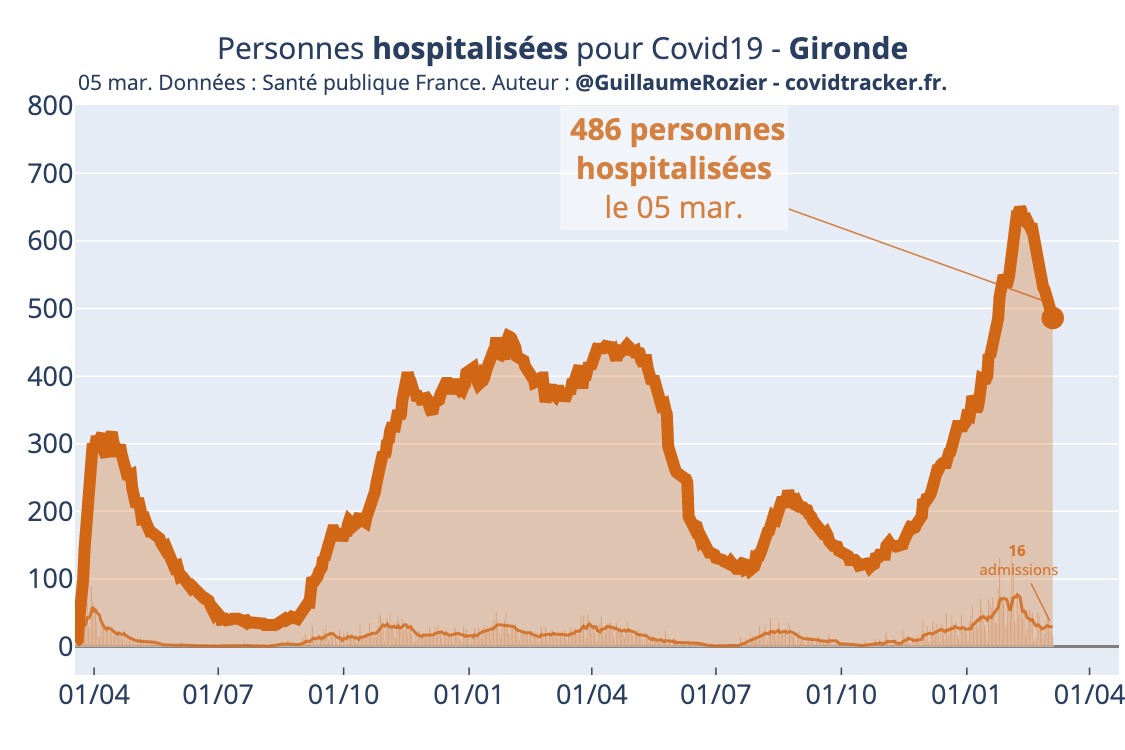 Personnes hospitalisées pour Covid19 - Gironde
05 mar. Données : Santé publique France. Auteur : @GuillaumeRozier - covidtracker.fr.
800
486 personnes
hospitalisées
le 05 mar.
700
600
500
400
300
200
16
admissions
100
0
01/04 01/07 01/10 01/01 01/04 01/07 01/10 01/01 01/04